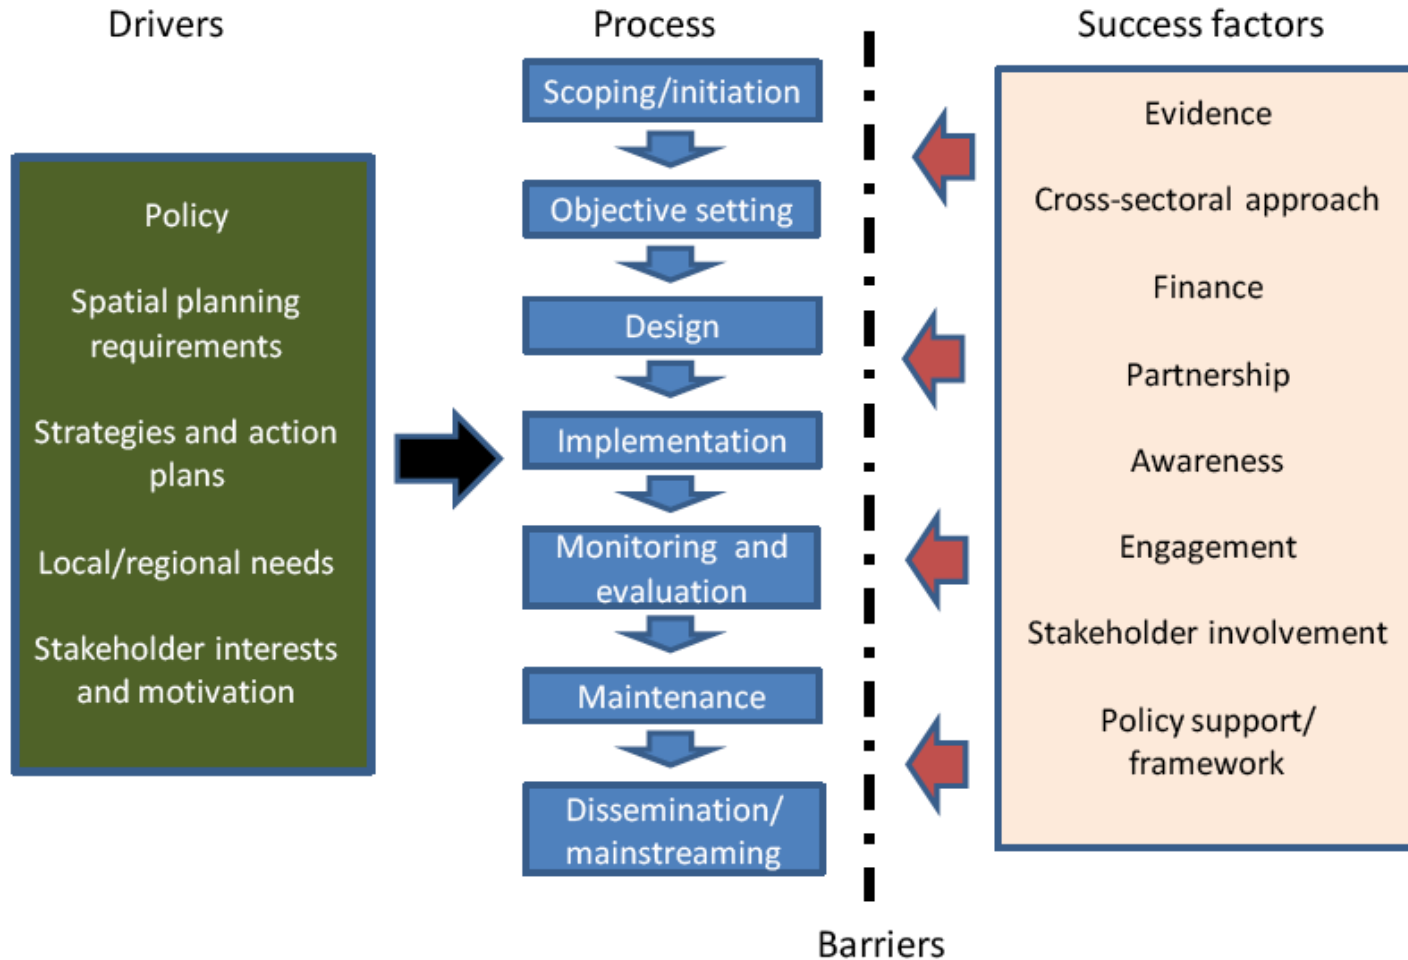 Drivers
Policy
Spatial planning
requirements
Strategies and action
plans
Local/regional needs
Stakeholder interests
and motivation
Process
Scoping/initiation
Objective setting
Design
Implementation
Monitoring and
evaluation
Maintenance
Dissemination/
mainstreaming
Barriers
Success factors
Evidence
Cross-sectoral approach
Finance
Partnership
Awareness
Engagement
Stakeholder involvement
Policy support/
framework